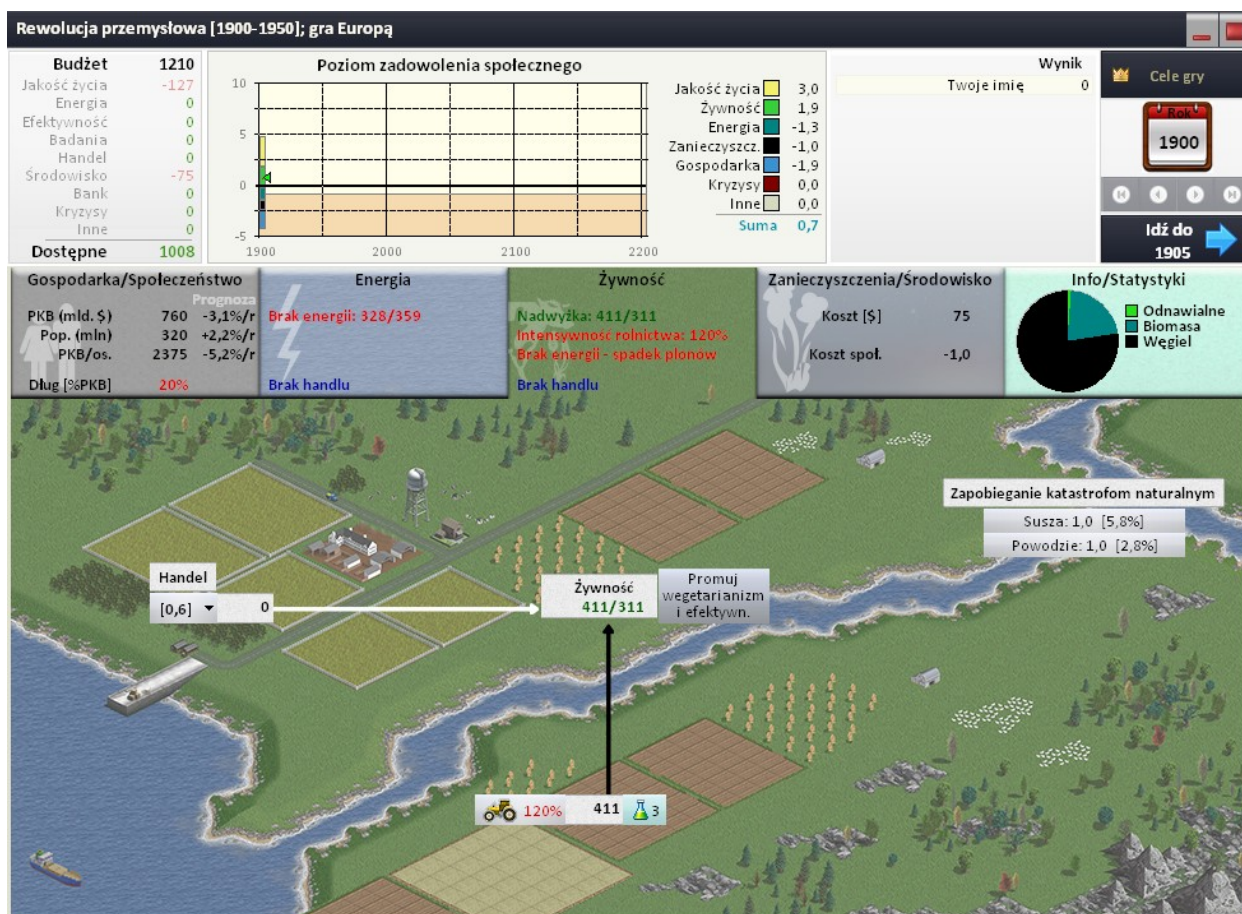 Rewolucja przemysłowa [1900-1950]; gra Europą
Budżet 1210
Jakość życia -127
Energia 0
Efektywność 0
Badania 0
Handel 0
Środowisko -75
Bank 0
Kryzysy 0
Inne 0
Dostępne 1008
Poziom zadowolenia społecznego
10
5
0
-5
1900 2000 2100 2200
Jakość życia 3,0
Żywność 1,9
Energia -1,3
Zanieczyszcz. -1,0
Gospodarka -1,9
Kryzysy 0,0
Inne 0,0
Suma 0,7
Wynik
Twoje imię 0
Cele gry
Rok
1900
Idź do
1905
Gospodarka/Społeczeństwo
Prognoza
PKB (mld. $) 760 -3,1%/r
Pop. (mln) 320 +2,2%/r
PKB/os. 2375 -5,2%/r
Dług [%PKB] 20%
Energia
Brak energii: 328/359
Brak handlu
Żywność
Nadwyżka: 411/311
Intensywność rolnictwa: 120%
Brak energii - spadek plonów
Brak handlu
Zanieczyszczenia/Środowisko
Koszt [$] 75
Koszt społ. -1,0
Info/Statystyki
Odnawialne
Biomasa
Węgiel
Zapobieganie katastrofom naturalnym
Susza: 1,0 [5,8%]
Powodzie: 1,0 [2,8%]
Handel
[0,6] 0
Żywność
411/311
Promuj
wegetarianizm
i efektywn.
120% 411 3